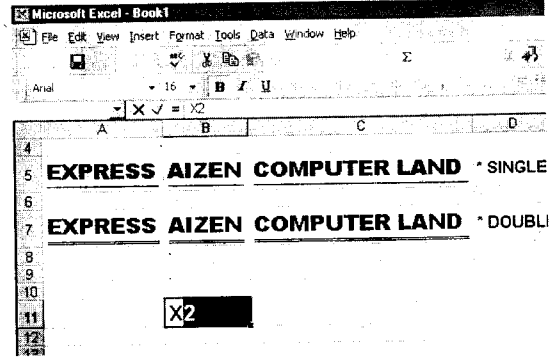 Microsoft Excel - Book1
File Edit View Insert Format Tools Data Window Help
Σ
Arial 16 B I U
X ✓ = X2
A B C D
4
5 EXPRESS AIZEN COMPUTER LAND * SINGLE
6
7 EXPRESS AIZEN COMPUTER LAND * DOUBL
8
9
10
11 X2
12
13